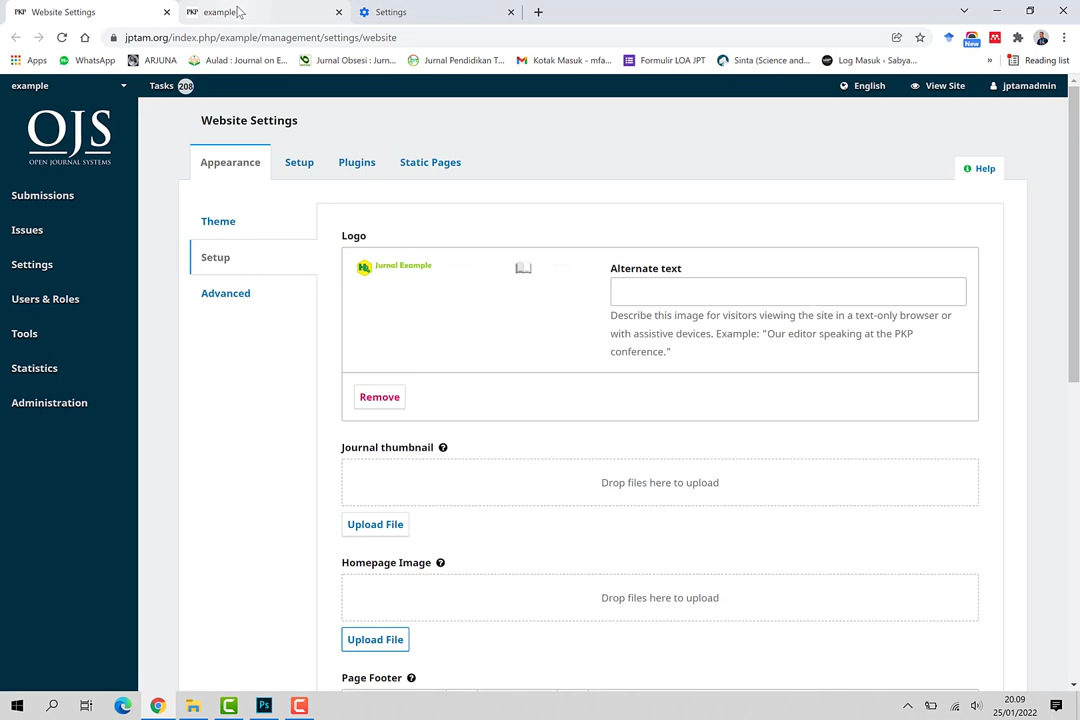 PKP Website Settings
PKP example
Settings
jptam.org/index.php/example/management/settings/website
Apps
WhatsApp
ARJUNA
Aulad : Journal on E...
Jurnal Obsesi : Jurn...
Jurnal Pendidikan T...
Kotak Masuk - mfa...
Formulir LOA JPT
Sinta (Science and...
Log Masuk - Sabya...
»
New
Reading list
example
Tasks 208
English
View Site
jptamadmin
OJS
OPEN JOURNAL SYSTEMS
Submissions
Issues
Settings
Users & Roles
Tools
Statistics
Administration
Website Settings
Appearance
Setup
Plugins
Static Pages
Help
Theme
Setup
Advanced
Logo
Jurnal Example
Alternate text
Describe this image for visitors viewing the site in a text-only browser or
with assistive devices. Example: "Our editor speaking at the PKP
conference."
Remove
Journal thumbnail
Drop files here to upload
Upload File
Homepage Image
Drop files here to upload
Upload File
Page Footer
Ps
20.09
25/01/2022